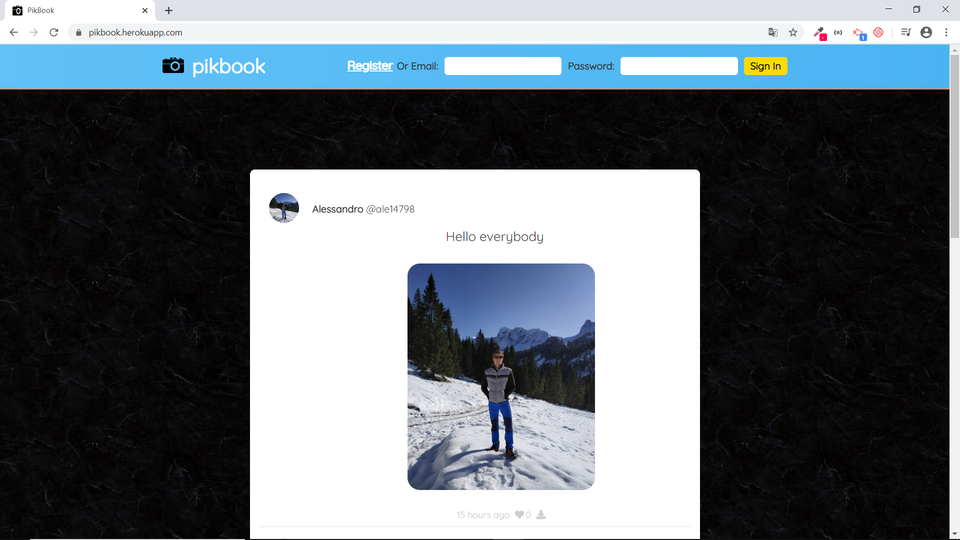 PikBook
pikbook.herokuapp.com
pikbook
Register Or Email: Password: Sign In
Alessandro @ale14798
Hello everybody
15 hours ago 0